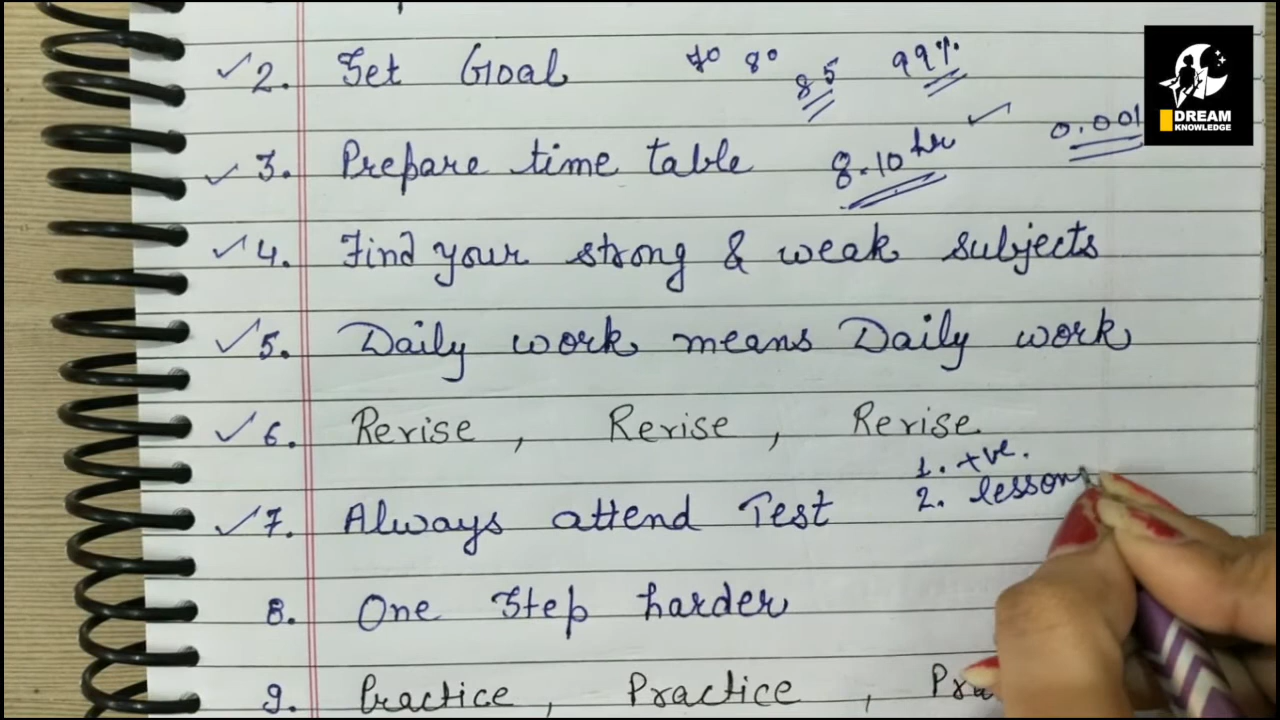 ✓2. Set Goal 70 80 85 99%
✓3. Prepare time table 8.10 hr ✓ 0.001
✓4. Find your strong & weak subjects
✓5. Daily work means Daily work
✓6. Revise, Revise, Revise.
1. +ve.
2. lesson
✓7. Always attend Test
8. One Step harder
9. Practice, Practice,
DREAM
KNOWLEDGE